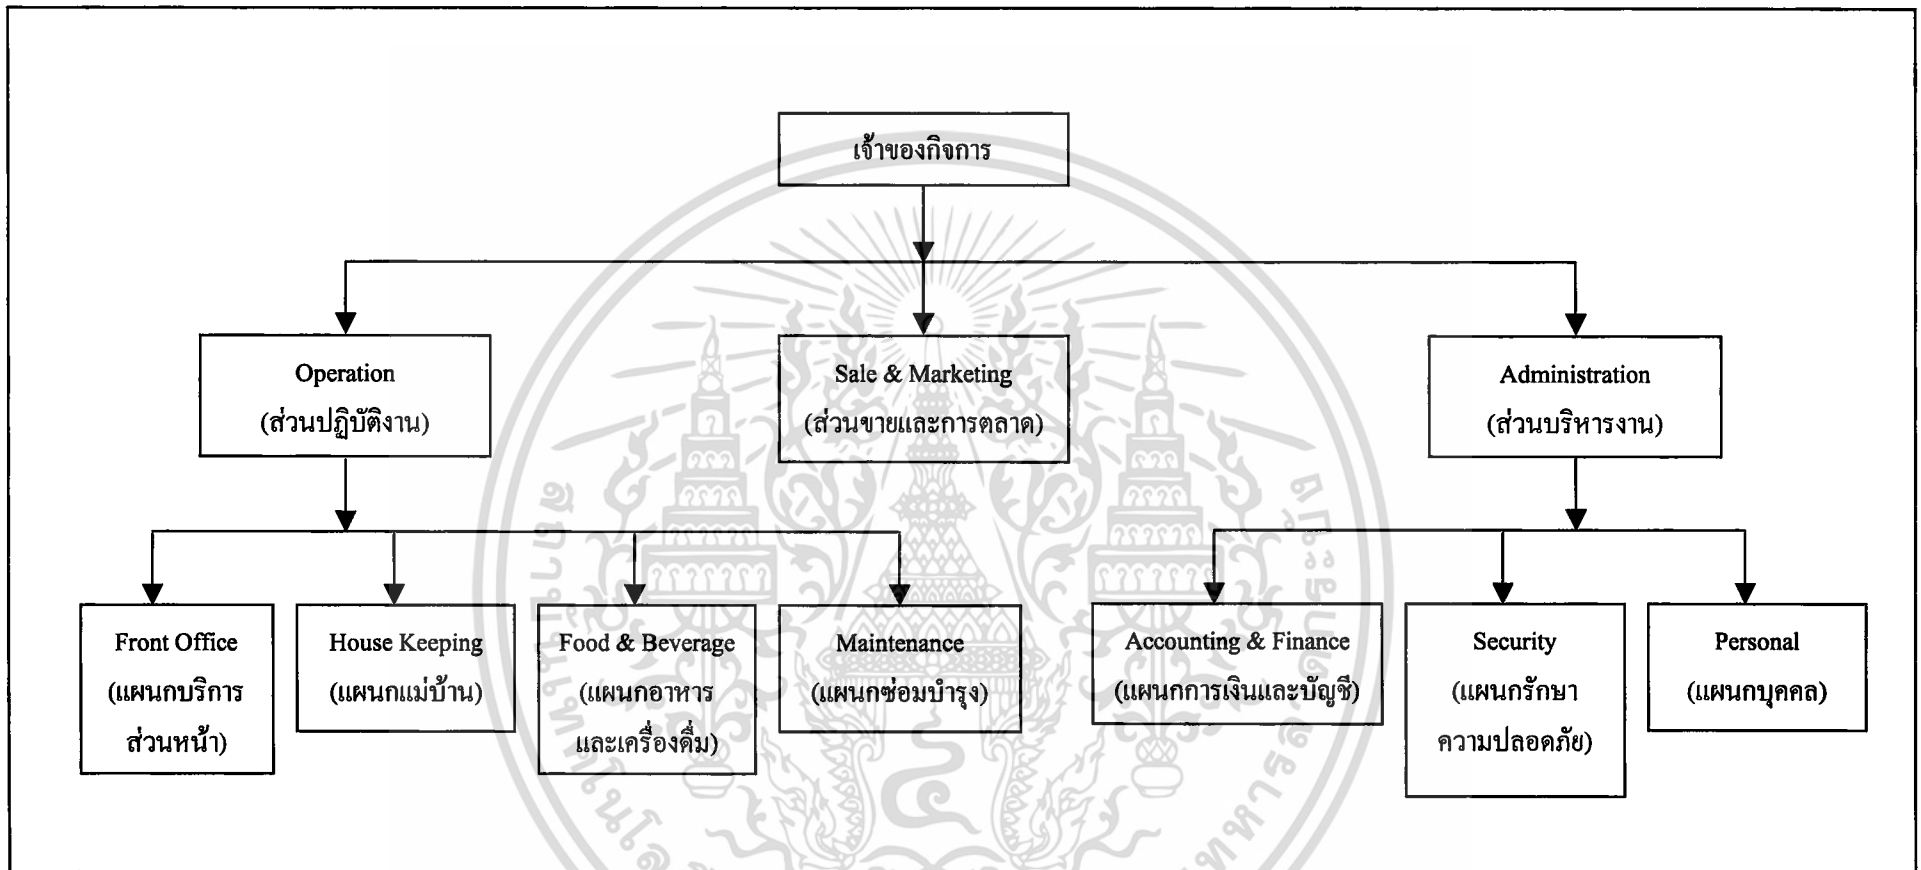 เจ้าของกิจการ
Operation
(ส่วนปฏิบัติงาน)
Sale & Marketing
(ส่วนขายและการตลาด)
Administration
(ส่วนบริหารงาน)
Front Office
(แผนกบริการ
ส่วนหน้า)
House Keeping
(แผนกแม่บ้าน)
Food & Beverage
(แผนกอาหาร
และเครื่องดื่ม)
Maintenance
(แผนกซ่อมบำรุง)
Accounting & Finance
(แผนกการเงินและบัญชี)
Security
(แผนกรักษา
ความปลอดภัย)
Personal
(แผนกบุคคล)